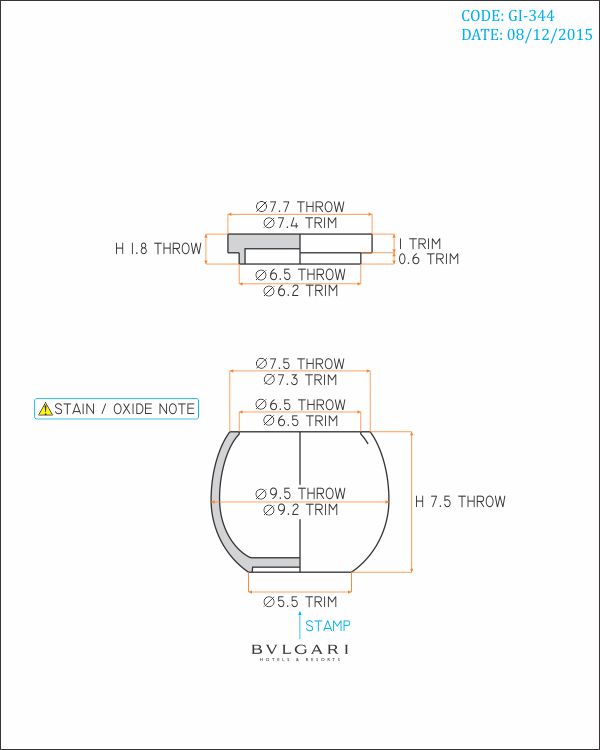 CODE: GI-344
DATE: 08/12/2015
Ø7.7 THROW
Ø7.4 TRIM
H 1.8 THROW
1 TRIM
0.6 TRIM
Ø6.5 THROW
Ø6.2 TRIM
Ø7.5 THROW
Ø7.3 TRIM
STAIN / OXIDE NOTE
Ø6.5 THROW
Ø6.5 TRIM
Ø9.5 THROW
Ø9.2 TRIM
H 7.5 THROW
Ø5.5 TRIM
STAMP
BVLGARI
HOTELS & RESORTS